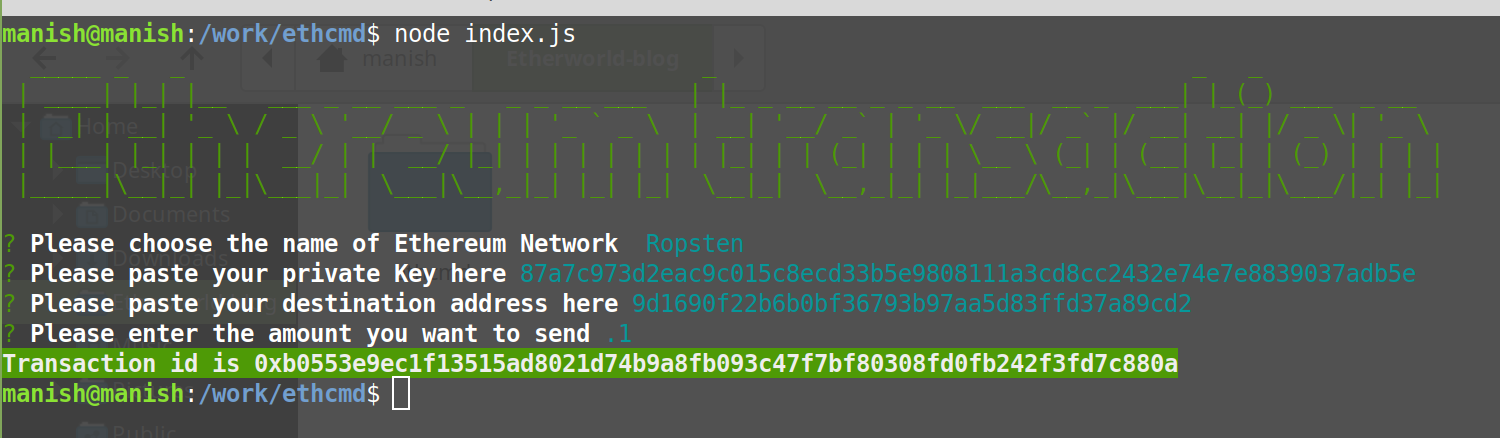 manish@manish:/work/ethcmd$ node index.js
manish Etherworld-blog
Ethereum transaction
Home
Desktop
Documents
Downloads
? Please choose the name of Ethereum Network Ropsten
? Please paste your private Key here 87a7c973d2eac9c015c8ecd33b5e9808111a3cd8cc2432e74e7e8839037adb5e
? Please paste your destination address here 9d1690f22b6b0bf36793b97aa5d83ffd37a89cd2
? Please enter the amount you want to send .1
Transaction id is 0xb0553e9ec1f13515ad8021d74b9a8fb093c47f7bf80308fd0fb242f3fd7c880a
manish@manish:/work/ethcmd$
Public